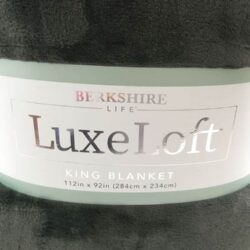 BERKSHIRE
LIFE
LuxeLoft
KING BLANKET
112in x 92in (284cm x 234cm)